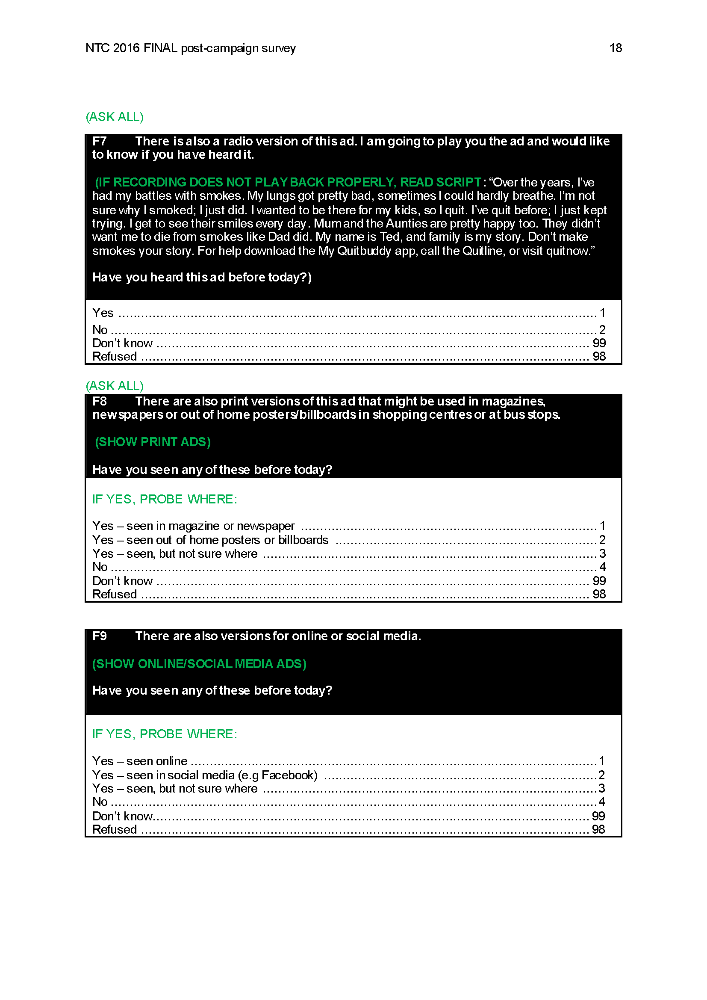 NTC 2016 FINAL post-campaign survey 18
(ASK ALL)
F7 There is also a radio version of this ad. I am going to play you the ad and would like
to know if you have heard it.
(IF RECORDING DOES NOT PLAY BACK PROPERLY, READ SCRIPT: “Over the years, I’ve
had my battles with smokes. My lungs got pretty bad, sometimes I could hardly breathe. I’m not
sure why I smoked; I just did. I wanted to be there for my kids, so I quit. I’ve quit before; I just kept
trying. I get to see their smiles every day. Mum and the Aunties are pretty happy too. They didn’t
want me to die from smokes like Dad did. My name is Ted, and family is my story. Don’t make
smokes your story. For help download the My Quitbuddy app, call the Quitline, or visit quitnow.”
Have you heard this ad before today?)
Yes ........ 1
No ........ 2
Don’t know ........ 99
Refused ........ 98
(ASK ALL)
F8 There are also print versions of this ad that might be used in magazines,
newspapers or out of home posters/billboards in shopping centres or at bus stops.
(SHOW PRINT ADS)
Have you seen any of these before today?
IF YES, PROBE WHERE:
Yes – seen in magazine or newspaper ........ 1
Yes – seen out of home posters or billboards ........ 2
Yes – seen, but not sure where ........ 3
No ........ 4
Don’t know ........ 99
Refused ........ 98
F9 There are also versions for online or social media.
(SHOW ONLINE/SOCIAL MEDIA ADS)
Have you seen any of these before today?
IF YES, PROBE WHERE:
Yes – seen online ........ 1
Yes – seen in social media (e.g Facebook) ........ 2
Yes – seen, but not sure where ........ 3
No ........ 4
Don’t know ........ 99
Refused ........ 98